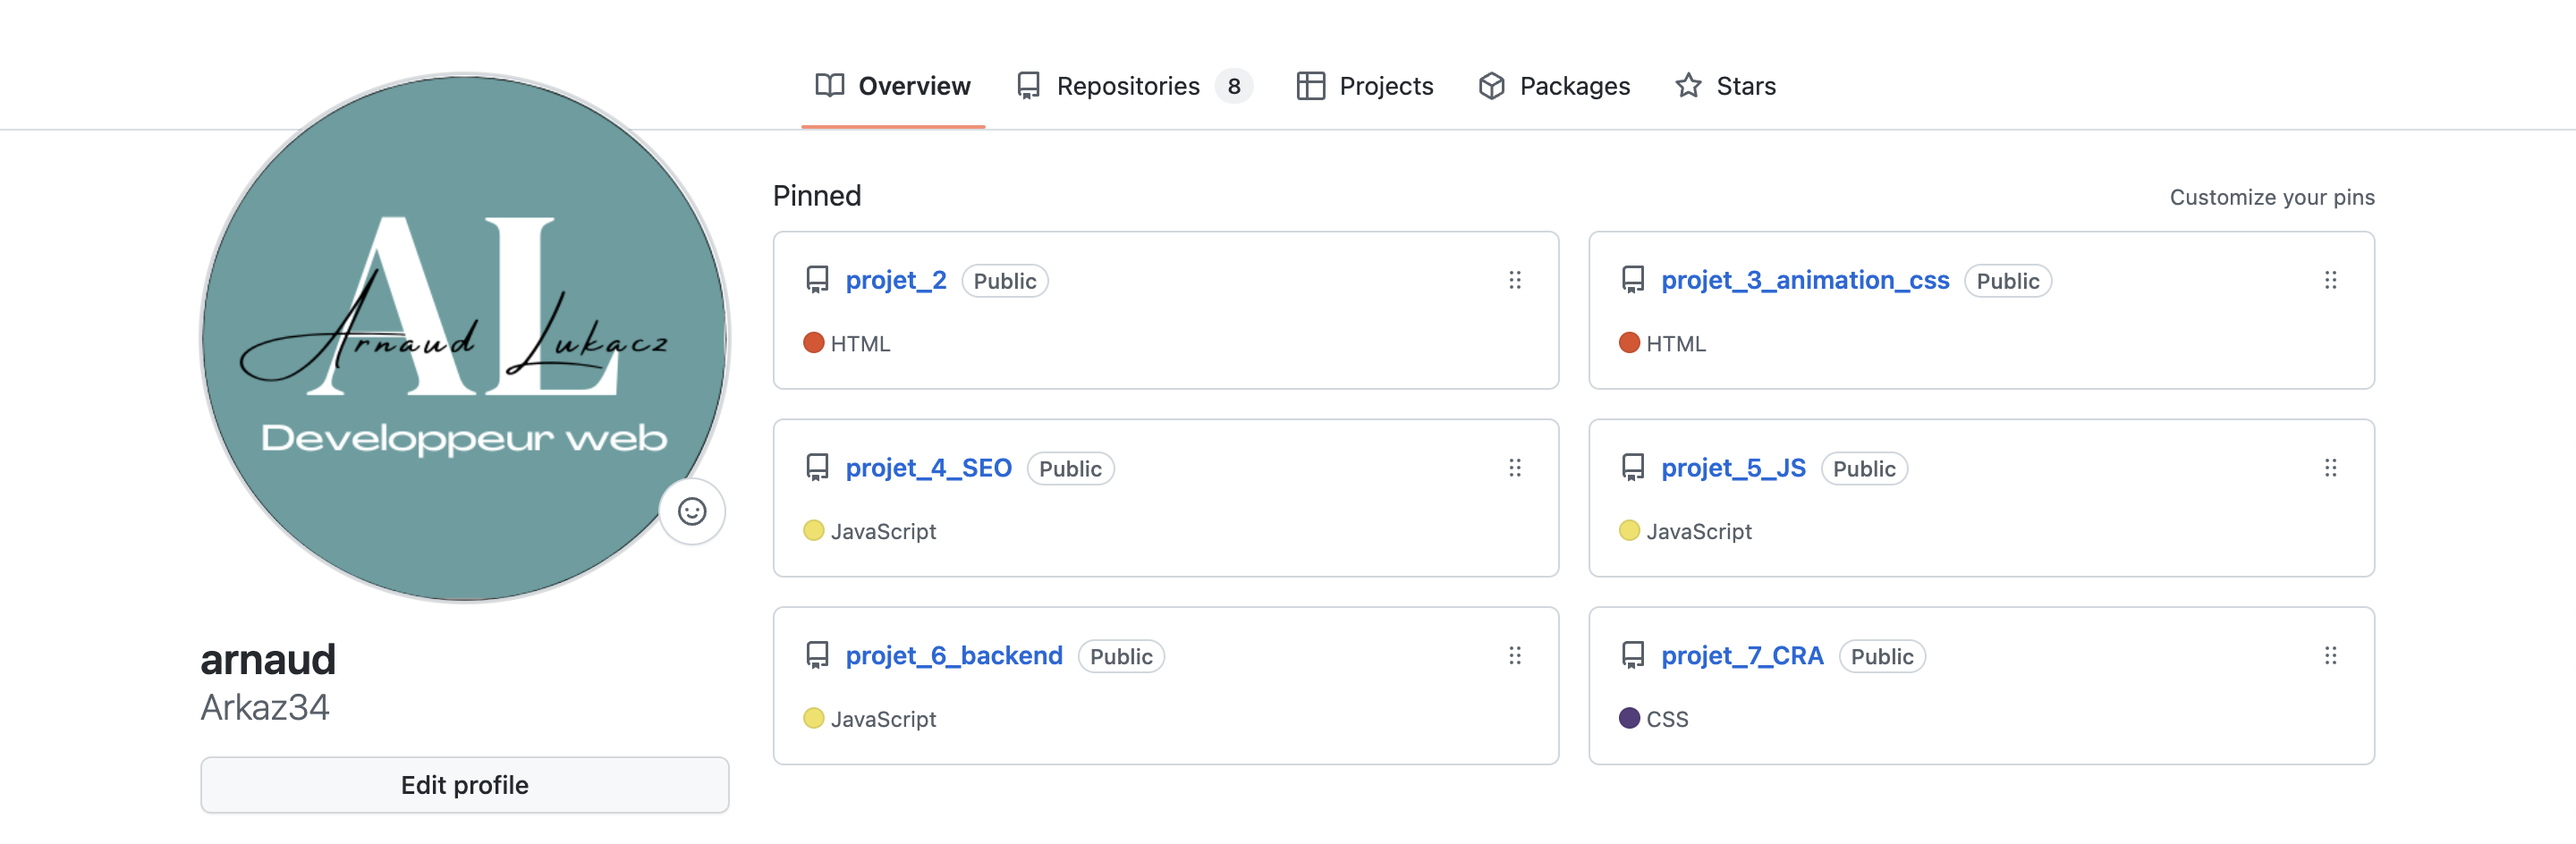 Overview Repositories 8 Projects Packages Stars
AL
Arnaud Lukacz
Developpeur web
arnaud
Arkaz34
Edit profile
Pinned Customize your pins
projet_2 Public
HTML
projet_3_animation_css Public
HTML
projet_4_SEO Public
JavaScript
projet_5_JS Public
JavaScript
projet_6_backend Public
JavaScript
projet_7_CRA Public
CSS